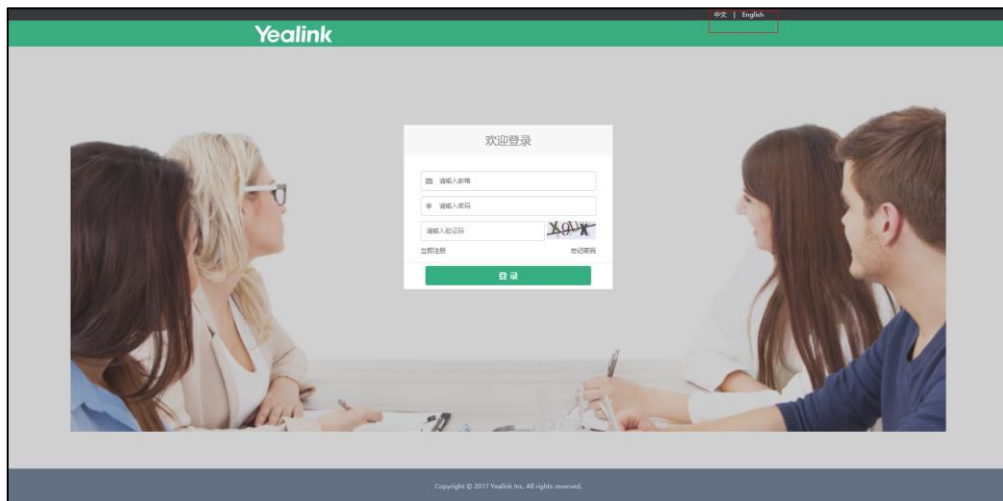 中文 | English
Yealink
欢迎登录
请输入邮箱
请输入密码
请输入验证码
立即注册 忘记密码
登录
Copyright © 2017 Yealink Inc. All rights reserved.